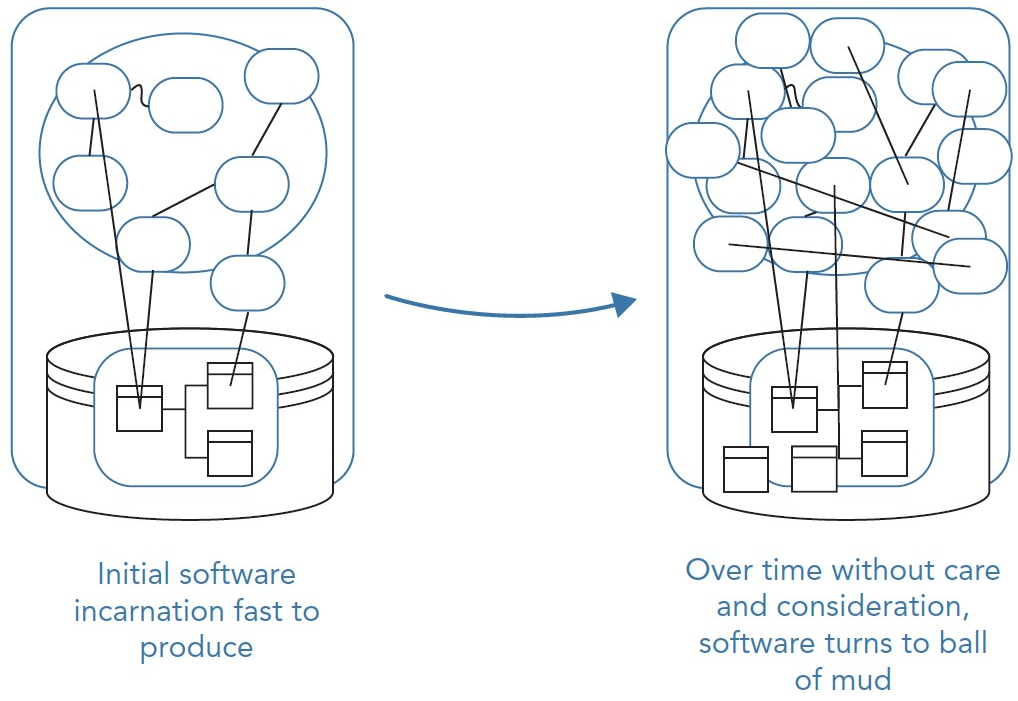 Initial software
incarnation fast to
produce
Over time without care
and consideration,
software turns to ball
of mud